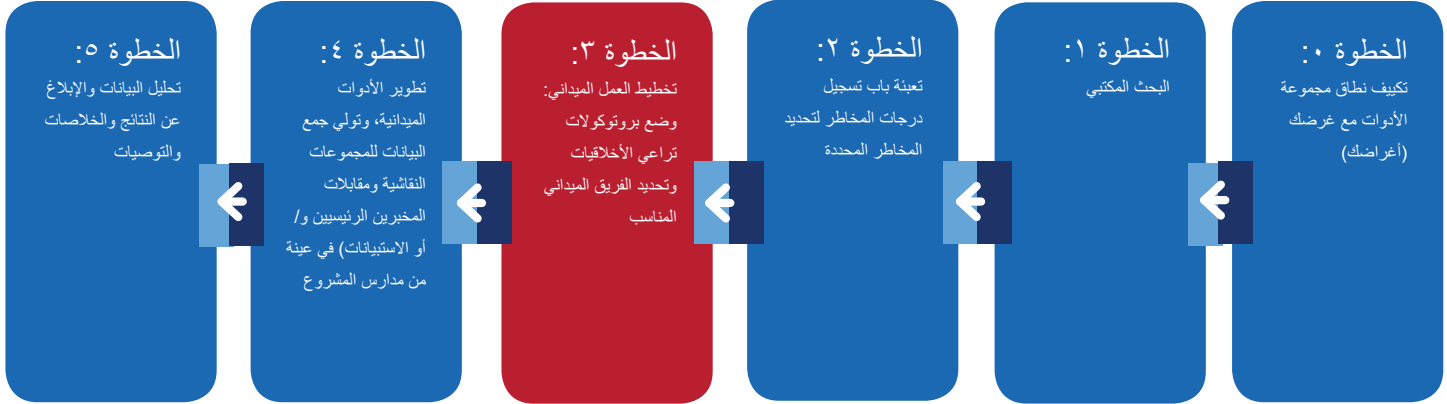 الخطوة ٠:
تكييف نطاق مجموعة
الأدوات مع غرضك
(أغراضك)
الخطوة ١:
البحث المكتبي
الخطوة ٢:
تعبئة باب تسجيل
درجات المخاطر لتحديد
المخاطر المحددة
الخطوة ٣:
تخطيط العمل الميداني:
وضع بروتوكولات
تراعي الأخلاقيات
وتحديد الفريق الميداني
المناسب
الخطوة ٤:
تطوير الأدوات
الميدانية، وتولي جمع
البيانات للمجموعات
النقاشية ومقابلات
المخبرين الرئيسيين و/
أو الاستبيانات) في عينة
من مدارس المشروع
الخطوة ٥:
تحليل البيانات والإبلاغ
عن النتائج والخلاصات
والتوصيات